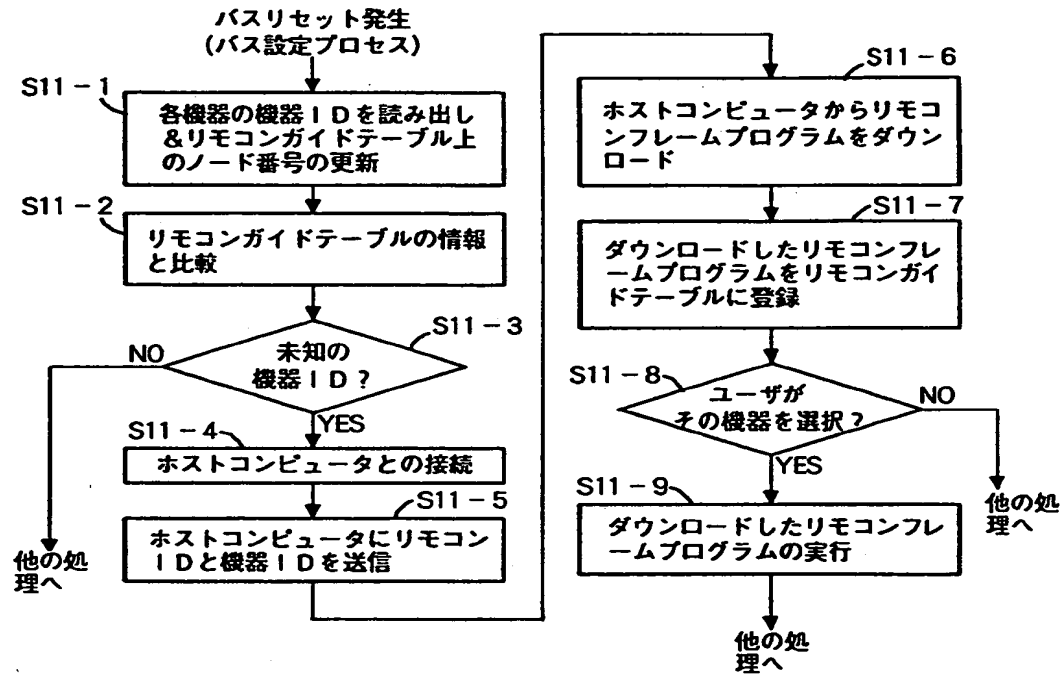 バスリセット発生
(バス設定プロセス)
S11-1
各機器の機器IDを読み出し
&リモコンガイドテーブル上
のノード番号の更新
S11-2
リモコンガイドテーブルの情報
と比較
S11-3
未知の
機器ID?
NO
YES
他の処
理へ
S11-4
ホストコンピュータとの接続
S11-5
ホストコンピュータにリモコン
IDと機器IDを送信
S11-6
ホストコンピュータからリモコ
ンフレームプログラムをダウン
ロード
S11-7
ダウンロードしたリモコンフレ
ームプログラムをリモコンガイ
ドテーブルに登録
S11-8
ユーザが
その機器を選択?
NO
YES
他の処
理へ
S11-9
ダウンロードしたリモコンフレ
ームプログラムの実行
他の処
理へ